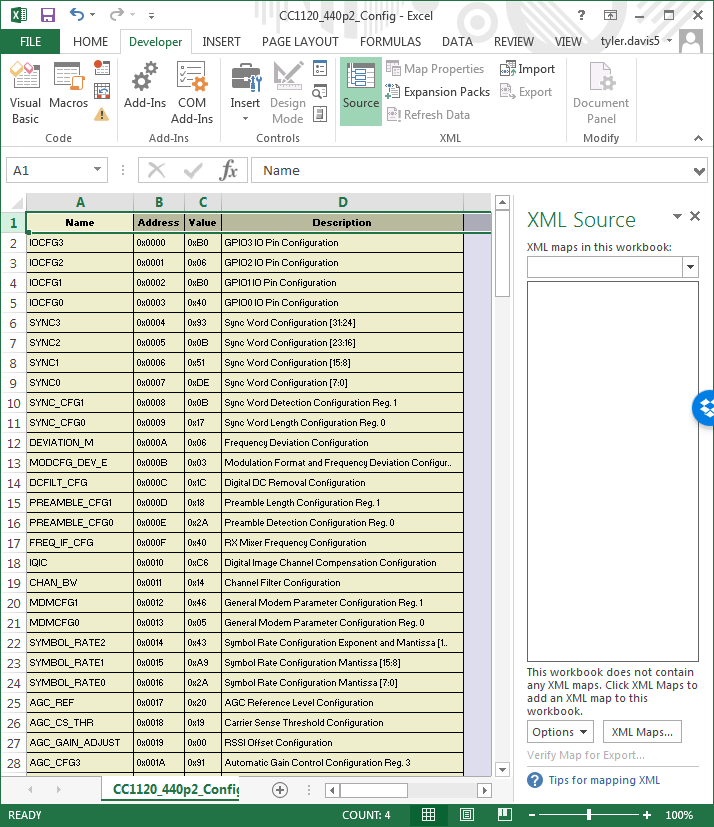 CC1120_440p2_Config - Excel
FILE HOME Developer INSERT PAGE LAYOUT FORMULAS DATA REVIEW VIEW tyler.davis5
Visual Basic
Macros
Code
Add-Ins
COM Add-Ins
Add-Ins
Insert
Design Mode
Controls
Source
Map Properties
Expansion Packs
Refresh Data
Import
Export
XML
Document Panel
Modify
A1 fx Name
A B C D
1 Name Address Value Description
2 IOCFG3 0x0000 0xB0 GPIO3 IO Pin Configuration
3 IOCFG2 0x0001 0x06 GPIO2 IO Pin Configuration
4 IOCFG1 0x0002 0xB0 GPIO1 IO Pin Configuration
5 IOCFG0 0x0003 0x40 GPIO0 IO Pin Configuration
6 SYNC3 0x0004 0x93 Sync Word Configuration [31:24]
7 SYNC2 0x0005 0x0B Sync Word Configuration [23:16]
8 SYNC1 0x0006 0x51 Sync Word Configuration [15:8]
9 SYNC0 0x0007 0xDE Sync Word Configuration [7:0]
10 SYNC_CFG1 0x0008 0x0B Sync Word Detection Configuration Reg. 1
11 SYNC_CFG0 0x0009 0x17 Sync Word Length Configuration Reg. 0
12 DEVIATION_M 0x000A 0x06 Frequency Deviation Configuration
13 MODCFG_DEV_E 0x000B 0x03 Modulation Format and Frequency Deviation Configur..
14 DCFILT_CFG 0x000C 0x1C Digital DC Removal Configuration
15 PREAMBLE_CFG1 0x000D 0x18 Preamble Length Configuration Reg. 1
16 PREAMBLE_CFG0 0x000E 0x2A Preamble Detection Configuration Reg. 0
17 FREQ_IF_CFG 0x000F 0x40 RX Mixer Frequency Configuration
18 IQIC 0x0010 0xC6 Digital Image Channel Compensation Configuration
19 CHAN_BW 0x0011 0x14 Channel Filter Configuration
20 MDMCFG1 0x0012 0x46 General Modem Parameter Configuration Reg. 1
21 MDMCFG0 0x0013 0x05 General Modem Parameter Configuration Reg. 0
22 SYMBOL_RATE2 0x0014 0x43 Symbol Rate Configuration Exponent and Mantissa [1..
23 SYMBOL_RATE1 0x0015 0xA9 Symbol Rate Configuration Mantissa [15:8]
24 SYMBOL_RATE0 0x0016 0x2A Symbol Rate Configuration Mantissa [7:0]
25 AGC_REF 0x0017 0x20 AGC Reference Level Configuration
26 AGC_CS_THR 0x0018 0x19 Carrier Sense Threshold Configuration
27 AGC_GAIN_ADJUST 0x0019 0x00 RSSI Offset Configuration
28 AGC_CFG3 0x001A 0x91 Automatic Gain Control Configuration Reg. 3
XML Source
XML maps in this workbook:
This workbook does not contain
any XML maps. Click XML Maps to
add an XML map to this
workbook.
Options XML Maps...
Verify Map for Export...
Tips for mapping XML
CC1120_440p2_Config
READY COUNT: 4 100%